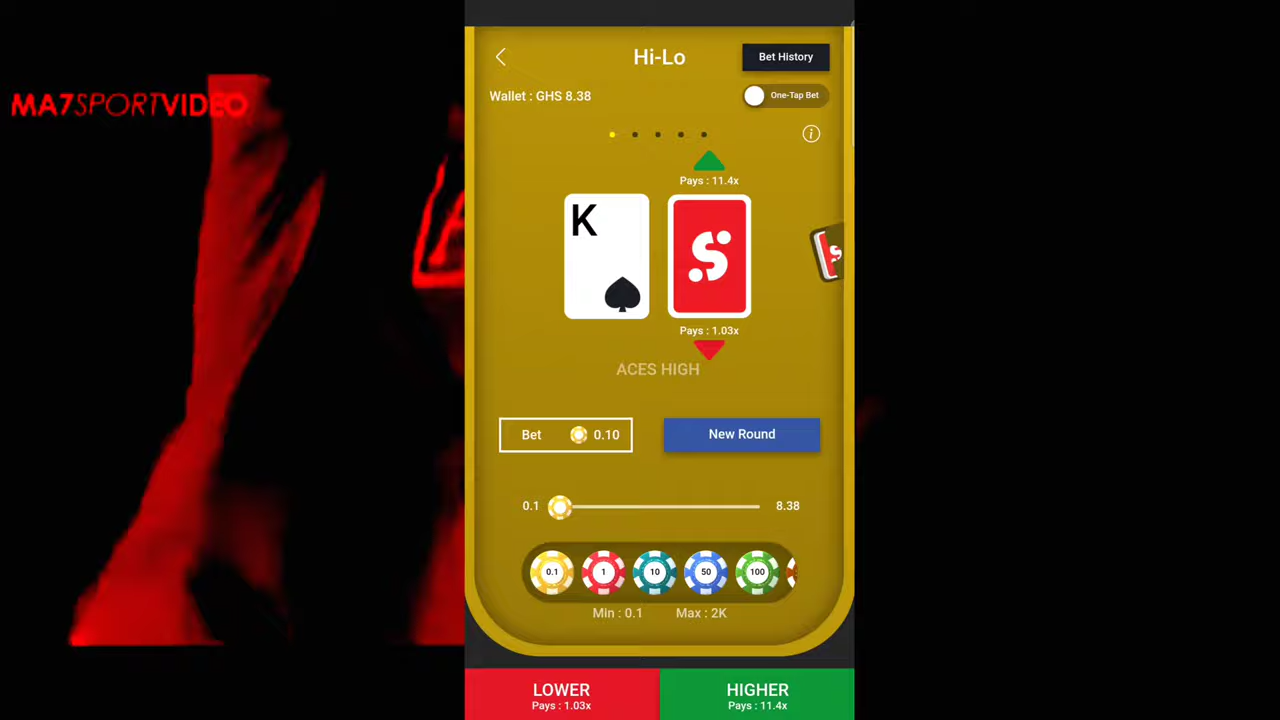 MA7SPORTVIDEO
Hi-Lo
Bet History
Wallet : GHS 8.38
One-Tap Bet
i
Pays : 11.4x
K
S
Pays : 1.03x
ACES HIGH
Bet 0.10
New Round
0.1 8.38
0.1 1 10 50 100
Min : 0.1 Max : 2K
LOWER HIGHER
Pays : 1.03x Pays : 11.4x